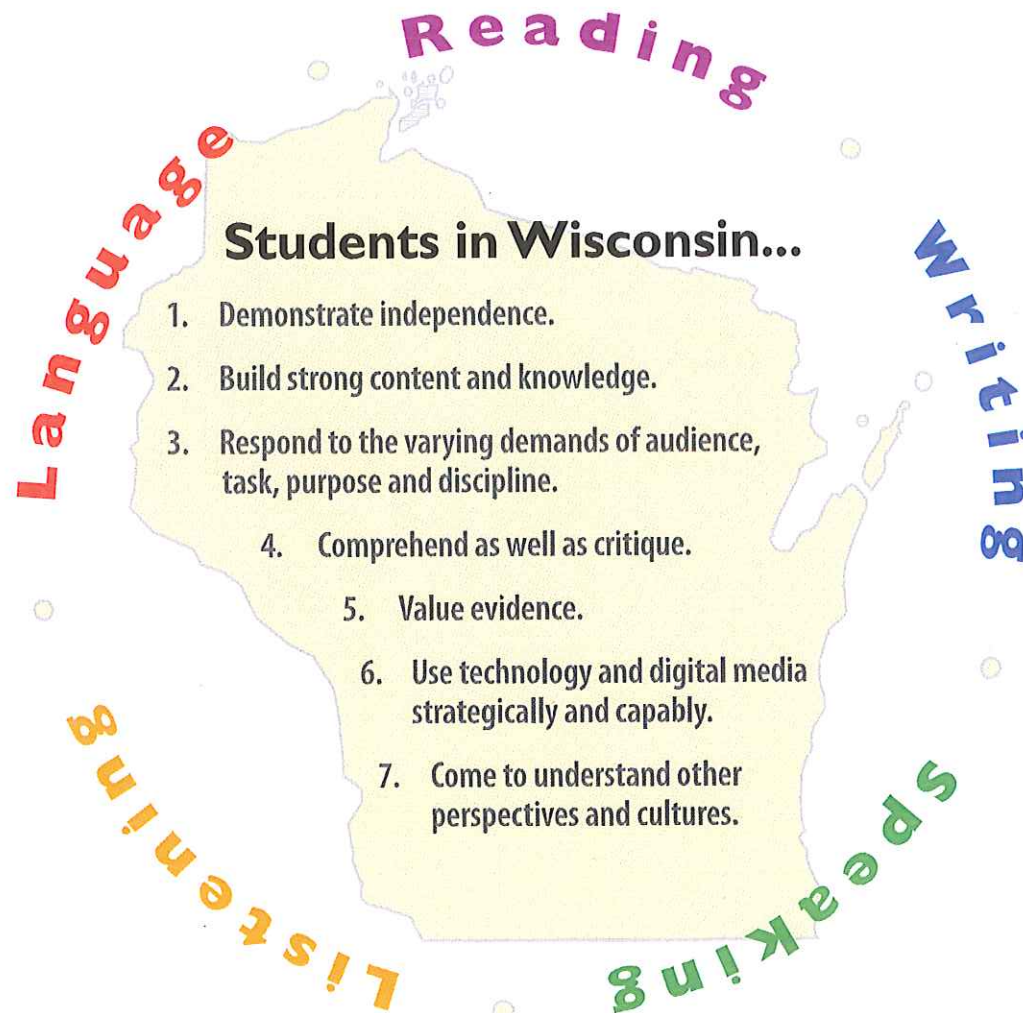 Reading
Language
Writing
Students in Wisconsin...
1. Demonstrate independence.
2. Build strong content and knowledge.
3. Respond to the varying demands of audience,
task, purpose and discipline.
4. Comprehend as well as critique.
5. Value evidence.
6. Use technology and digital media
strategically and capably.
7. Come to understand other
perspectives and cultures.
Listening
Speaking